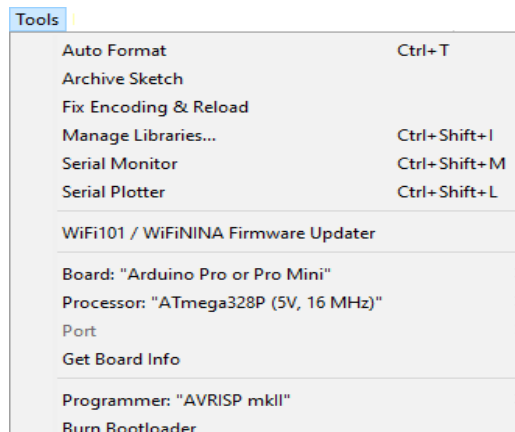 Tools
Auto Format Ctrl+T
Archive Sketch
Fix Encoding & Reload
Manage Libraries... Ctrl+Shift+I
Serial Monitor Ctrl+Shift+M
Serial Plotter Ctrl+Shift+L
WiFi101 / WiFiNINA Firmware Updater
Board: "Arduino Pro or Pro Mini"
Processor: "ATmega328P (5V, 16 MHz)"
Port
Get Board Info
Programmer: "AVRISP mkII"
Burn Bootloader